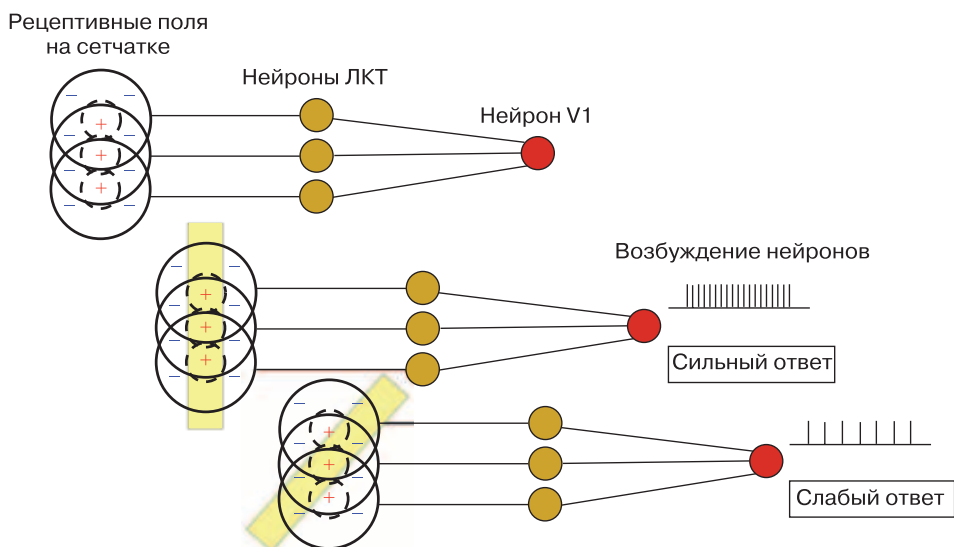 Рецептивные поля
на сетчатке
Нейроны ЛКТ
Нейрон V1
Возбуждение нейронов
Сильный ответ
Слабый ответ